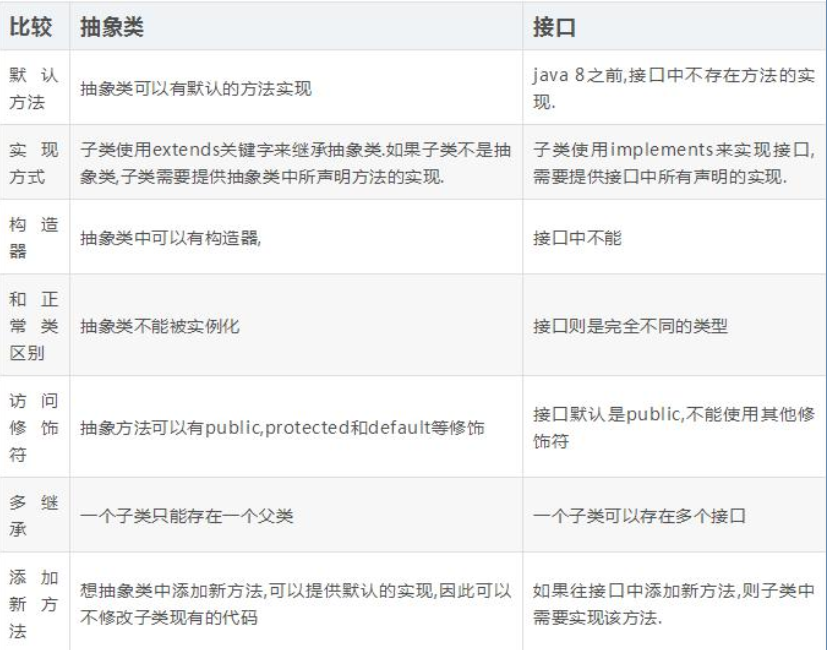 比较 抽象类 接口
默认
方法
抽象类可以有默认的方法实现
java 8之前,接口中不存在方法的实
现.
实现
方式
子类使用extends关键字来继承抽象类.如果子类不是抽
象类,子类需要提供抽象类中所声明方法的实现.
子类使用implements来实现接口,
需要提供接口中所有声明的实现.
构造
器
抽象类中可以有构造器,
接口中不能
和正
常类
区别
抽象类不能被实例化
接口则是完全不同的类型
访问
修饰
符
抽象方法可以有public,protected和default等修饰
接口默认是public,不能使用其他修
饰符
多继
承
一个子类只能存在一个父类
一个子类可以存在多个接口
添加
新方
法
想抽象类中添加新方法,可以提供默认的实现,因此可以
不修改子类现有的代码
如果往接口中添加新方法,则子类中
需要实现该方法.